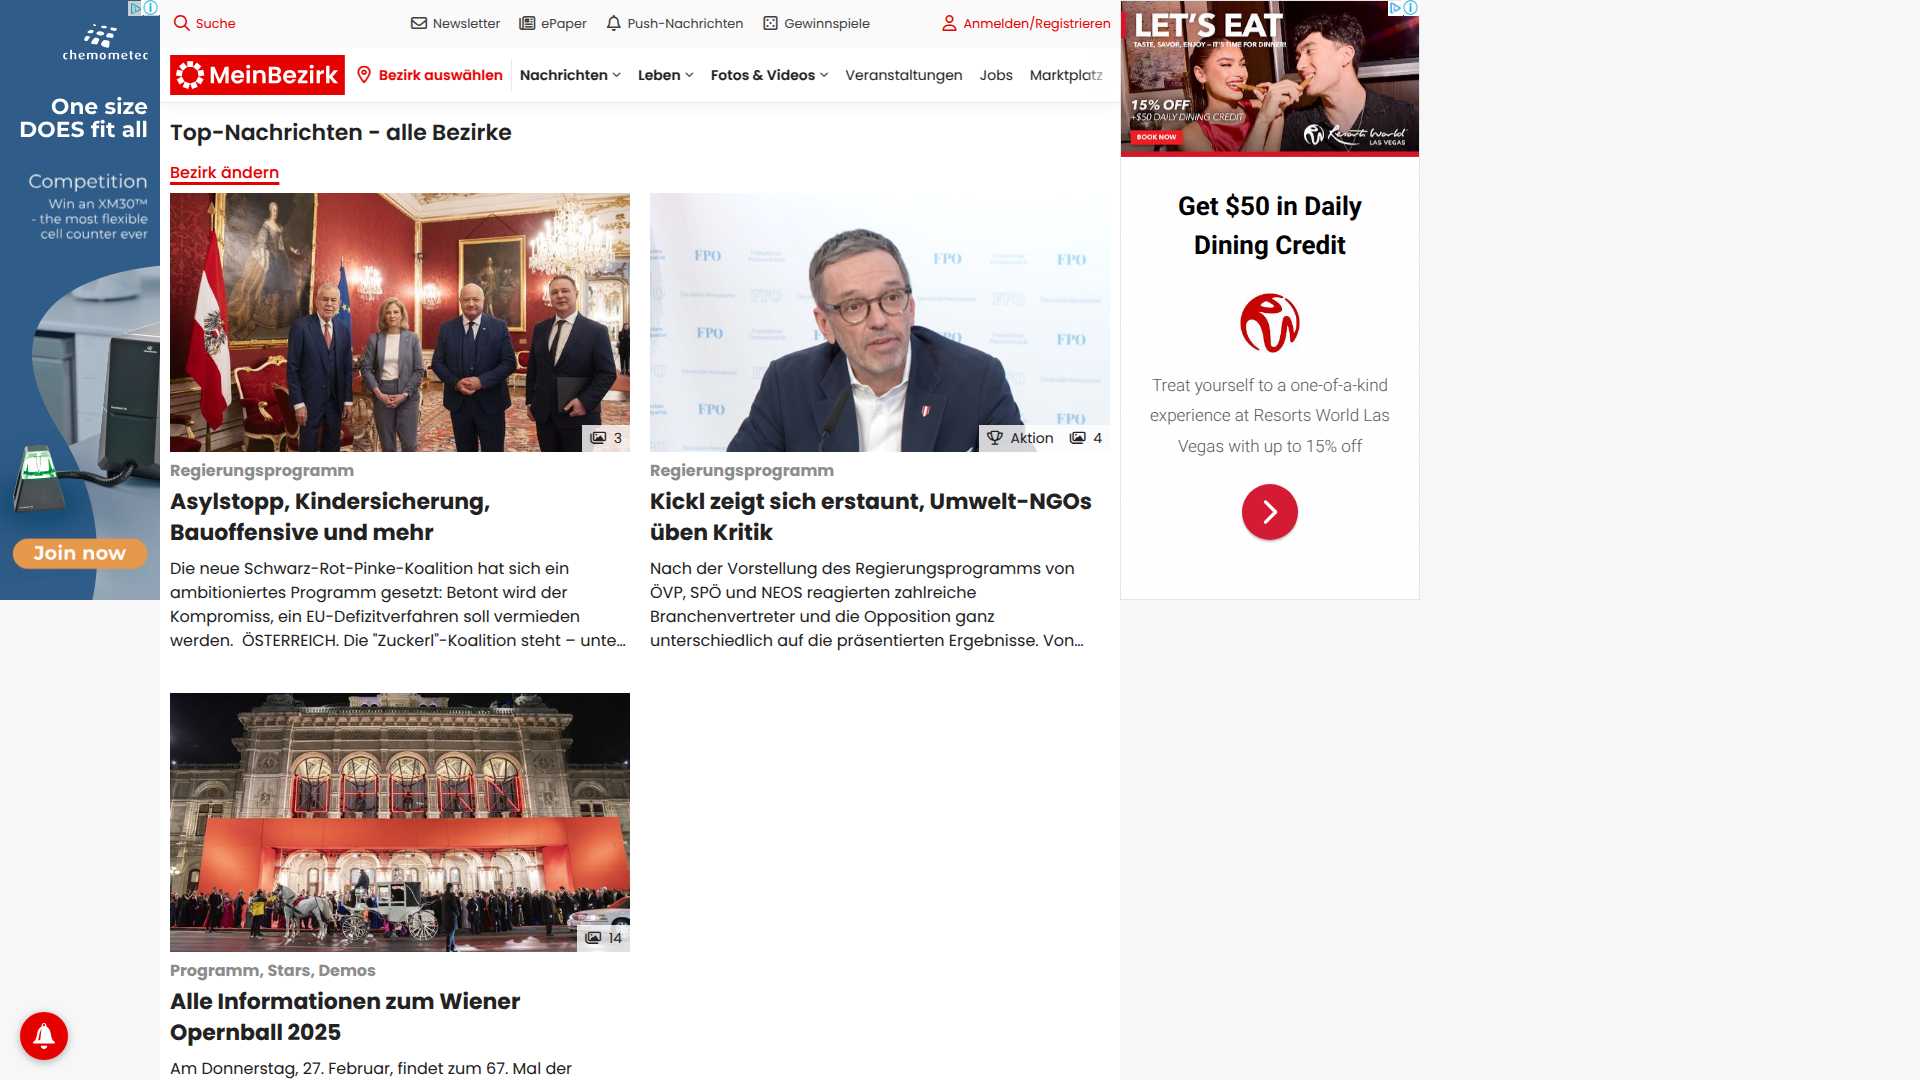 chemometec
One size
DOES fit all
Competition
Win an XM30™
- the most flexible
cell counter ever
Join now
Suche
Newsletter
ePaper
Push-Nachrichten
Gewinnspiele
Anmelden/Registrieren
MeinBezirk
Bezirk auswählen
Nachrichten
Leben
Fotos & Videos
Veranstaltungen
Jobs
Marktplatz
Top-Nachrichten - alle Bezirke
Bezirk ändern
3
Regierungsprogramm
Asylstopp, Kindersicherung,
Bauoffensive und mehr
Die neue Schwarz-Rot-Pinke-Koalition hat sich ein
ambitioniertes Programm gesetzt: Betont wird der
Kompromiss, ein EU-Defizitverfahren soll vermieden
werden. ÖSTERREICH. Die "Zuckerl"-Koalition steht – unte...
FPÖ
FPÖ
FPÖ
FPÖ
FPÖ
FPÖ
FPÖ
Aktion
4
Regierungsprogramm
Kickl zeigt sich erstaunt, Umwelt-NGOs
üben Kritik
Nach der Vorstellung des Regierungsprogramms von
ÖVP, SPÖ und NEOS reagierten zahlreiche
Branchenvertreter und die Opposition ganz
unterschiedlich auf die präsentierten Ergebnisse. Von...
14
Programm, Stars, Demos
Alle Informationen zum Wiener
Opernball 2025
Am Donnerstag, 27. Februar, findet zum 67. Mal der
LET'S EAT
TASTE, SAVOR, ENJOY – IT'S TIME FOR DINNER!
15% OFF
+$50 DAILY DINING CREDIT
BOOK NOW
Resorts World
LAS VEGAS
Get $50 in Daily
Dining Credit
Treat yourself to a one-of-a-kind
experience at Resorts World Las
Vegas with up to 15% off